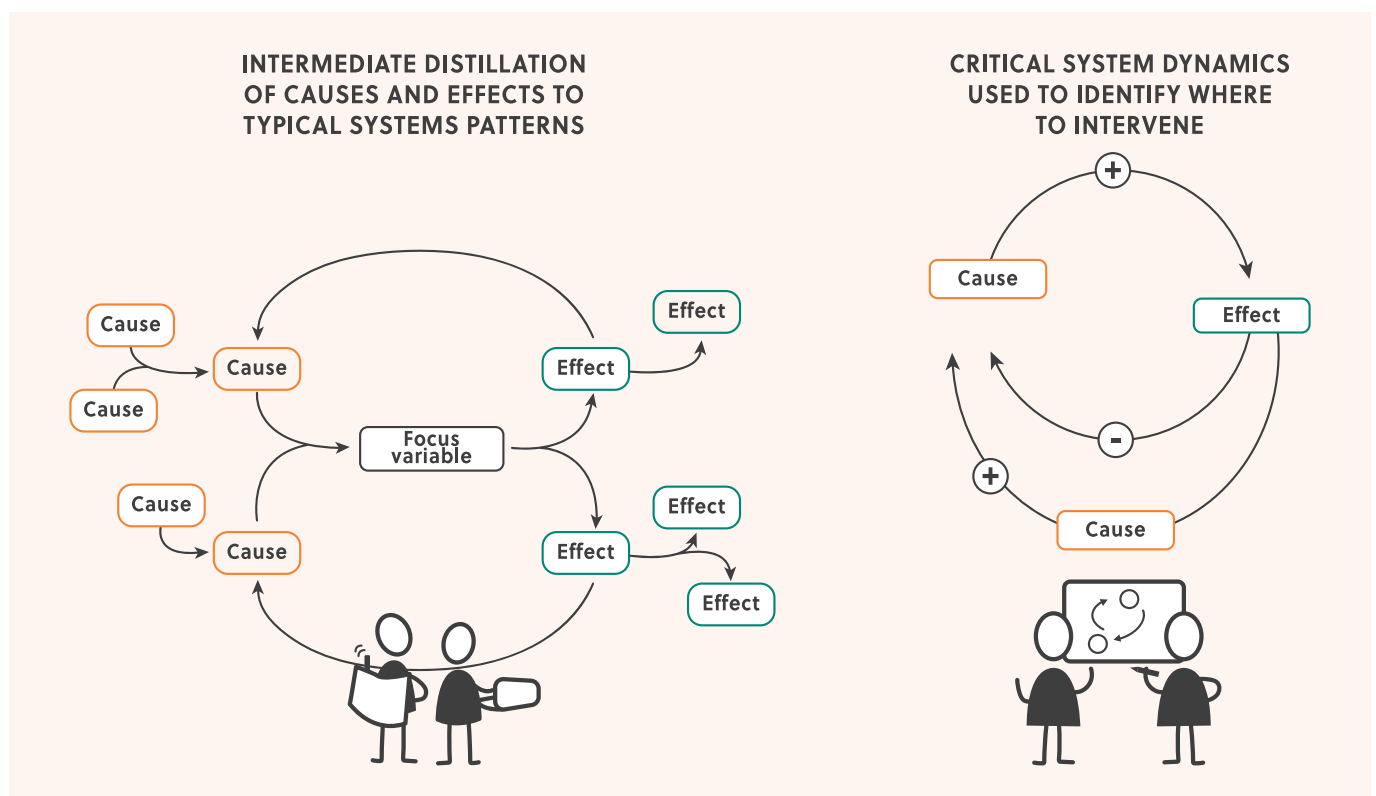 INTERMEDIATE DISTILLATION
OF CAUSES AND EFFECTS TO
TYPICAL SYSTEMS PATTERNS
Effect
Cause
Cause
Effect
Cause
Focus
variable
Cause
Effect
Cause
Effect
Effect
CRITICAL SYSTEM DYNAMICS
USED TO IDENTIFY WHERE
TO INTERVENE
+
Cause
Effect
-
+
Cause